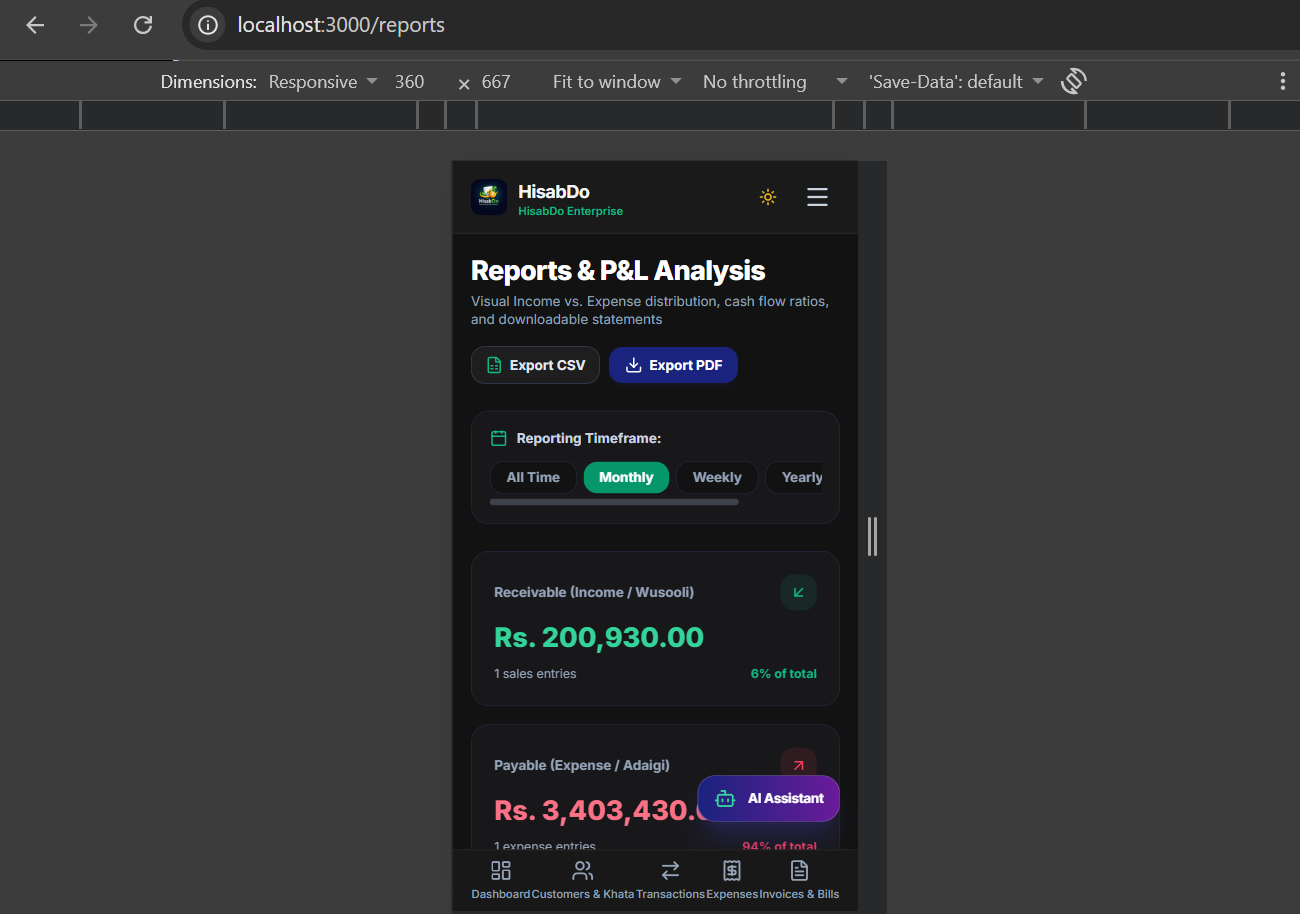 localhost:3000/reports
Dimensions: Responsive 360 × 667 Fit to window No throttling 'Save-Data': default
HisabDo
HisabDo Enterprise
Reports & P&L Analysis
Visual Income vs. Expense distribution, cash flow ratios,
and downloadable statements
Export CSV Export PDF
Reporting Timeframe:
All Time Monthly Weekly Yearly
Receivable (Income / Wusooli)
Rs. 200,930.00
1 sales entries 6% of total
Payable (Expense / Adaigi)
Rs. 3,403,430.
AI Assistant
1 expense entries 94% of total
Dashboard Customers & Khata Transactions Expenses Invoices & Bills